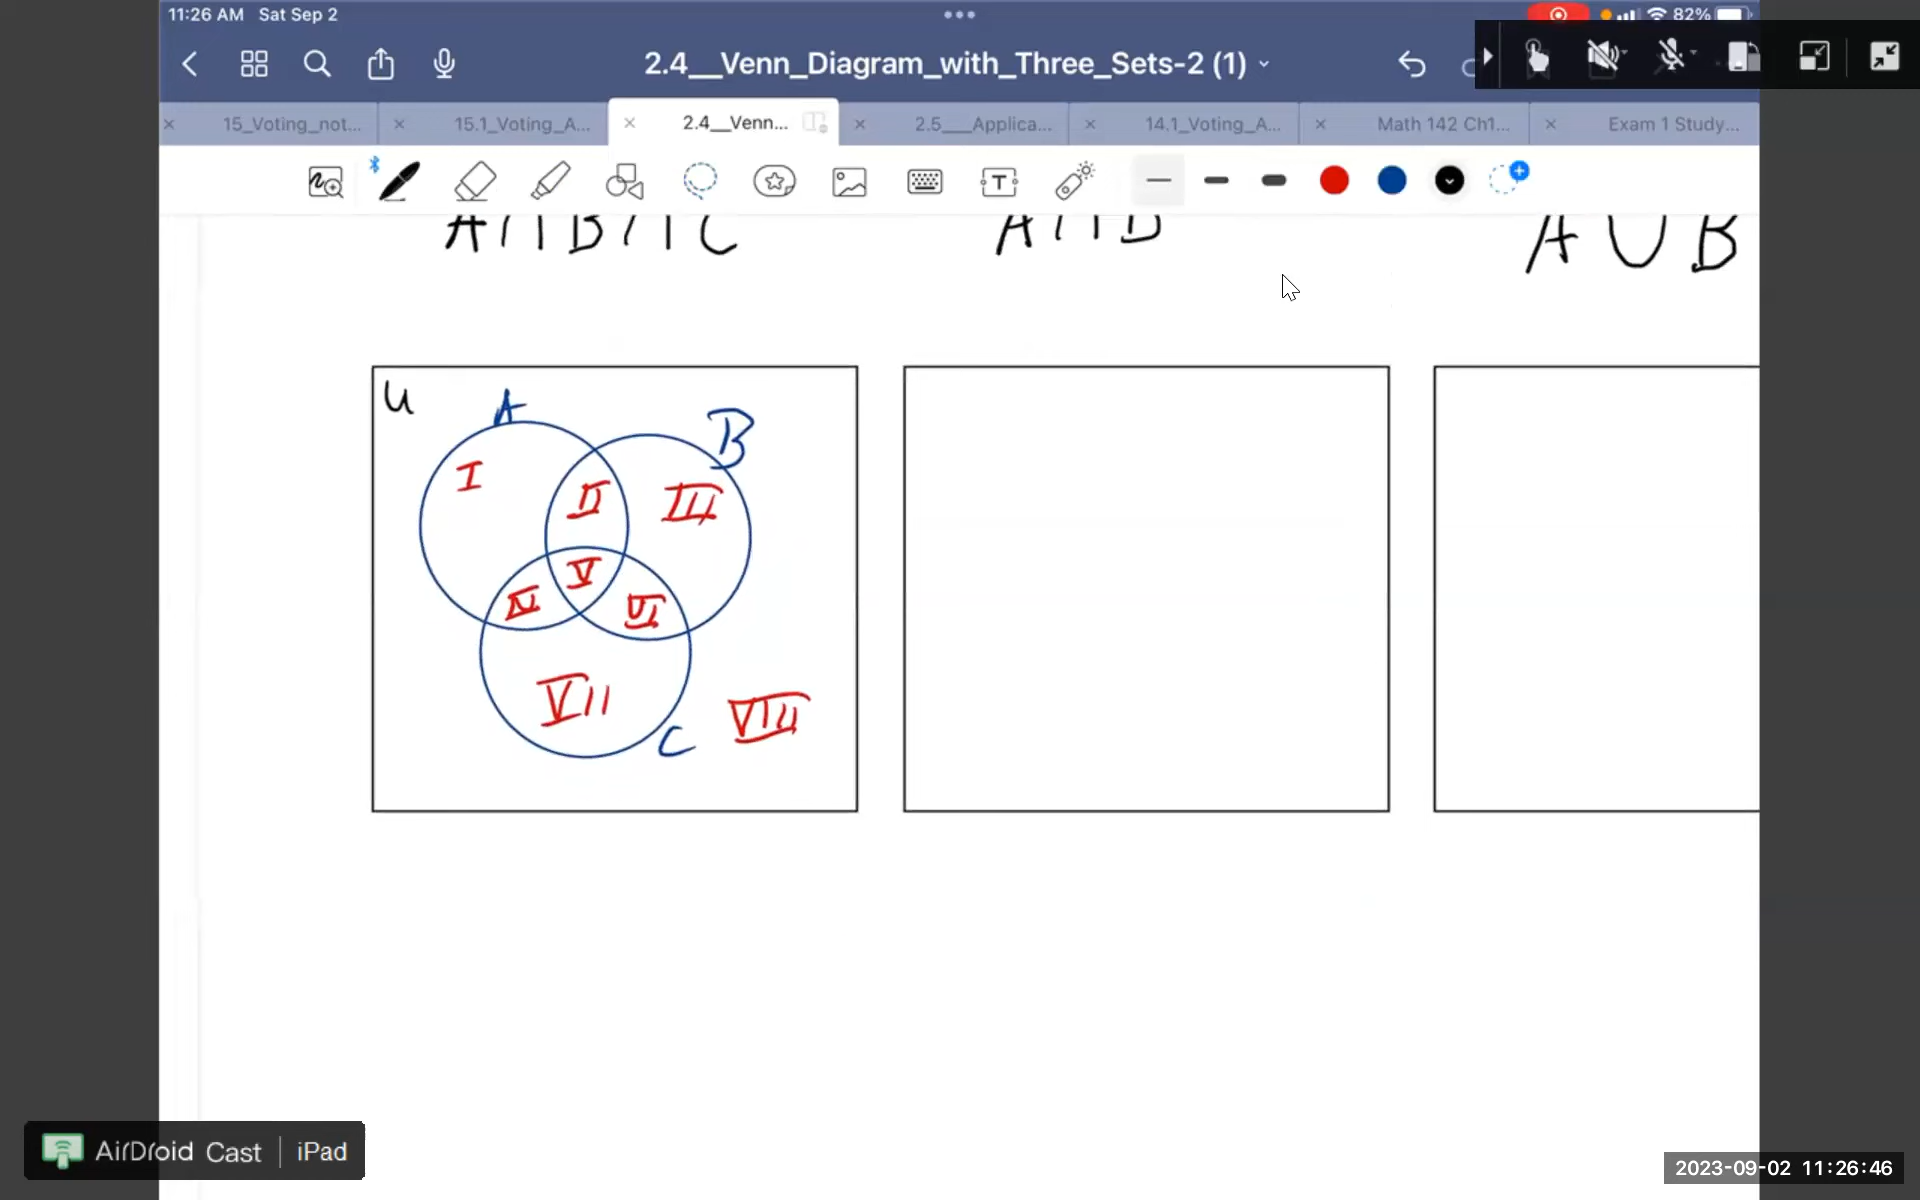 11:26 AM Sat Sep 2
82%
2.4__Venn_Diagram_with_Three_Sets-2 (1)
15_Voting_not...
15.1_Voting_A...
2.4__Venn...
2.5___Applica...
14.1_Voting_A...
Math 142 Ch1...
Exam 1 Study...
T
A ∩ B ∩ C
A ∩ B
A ∪ B
U
A
B
I
II
III
V
IV
VI
VII
VIII
C
AirDroid Cast | iPad
2023-09-02 11:26:46